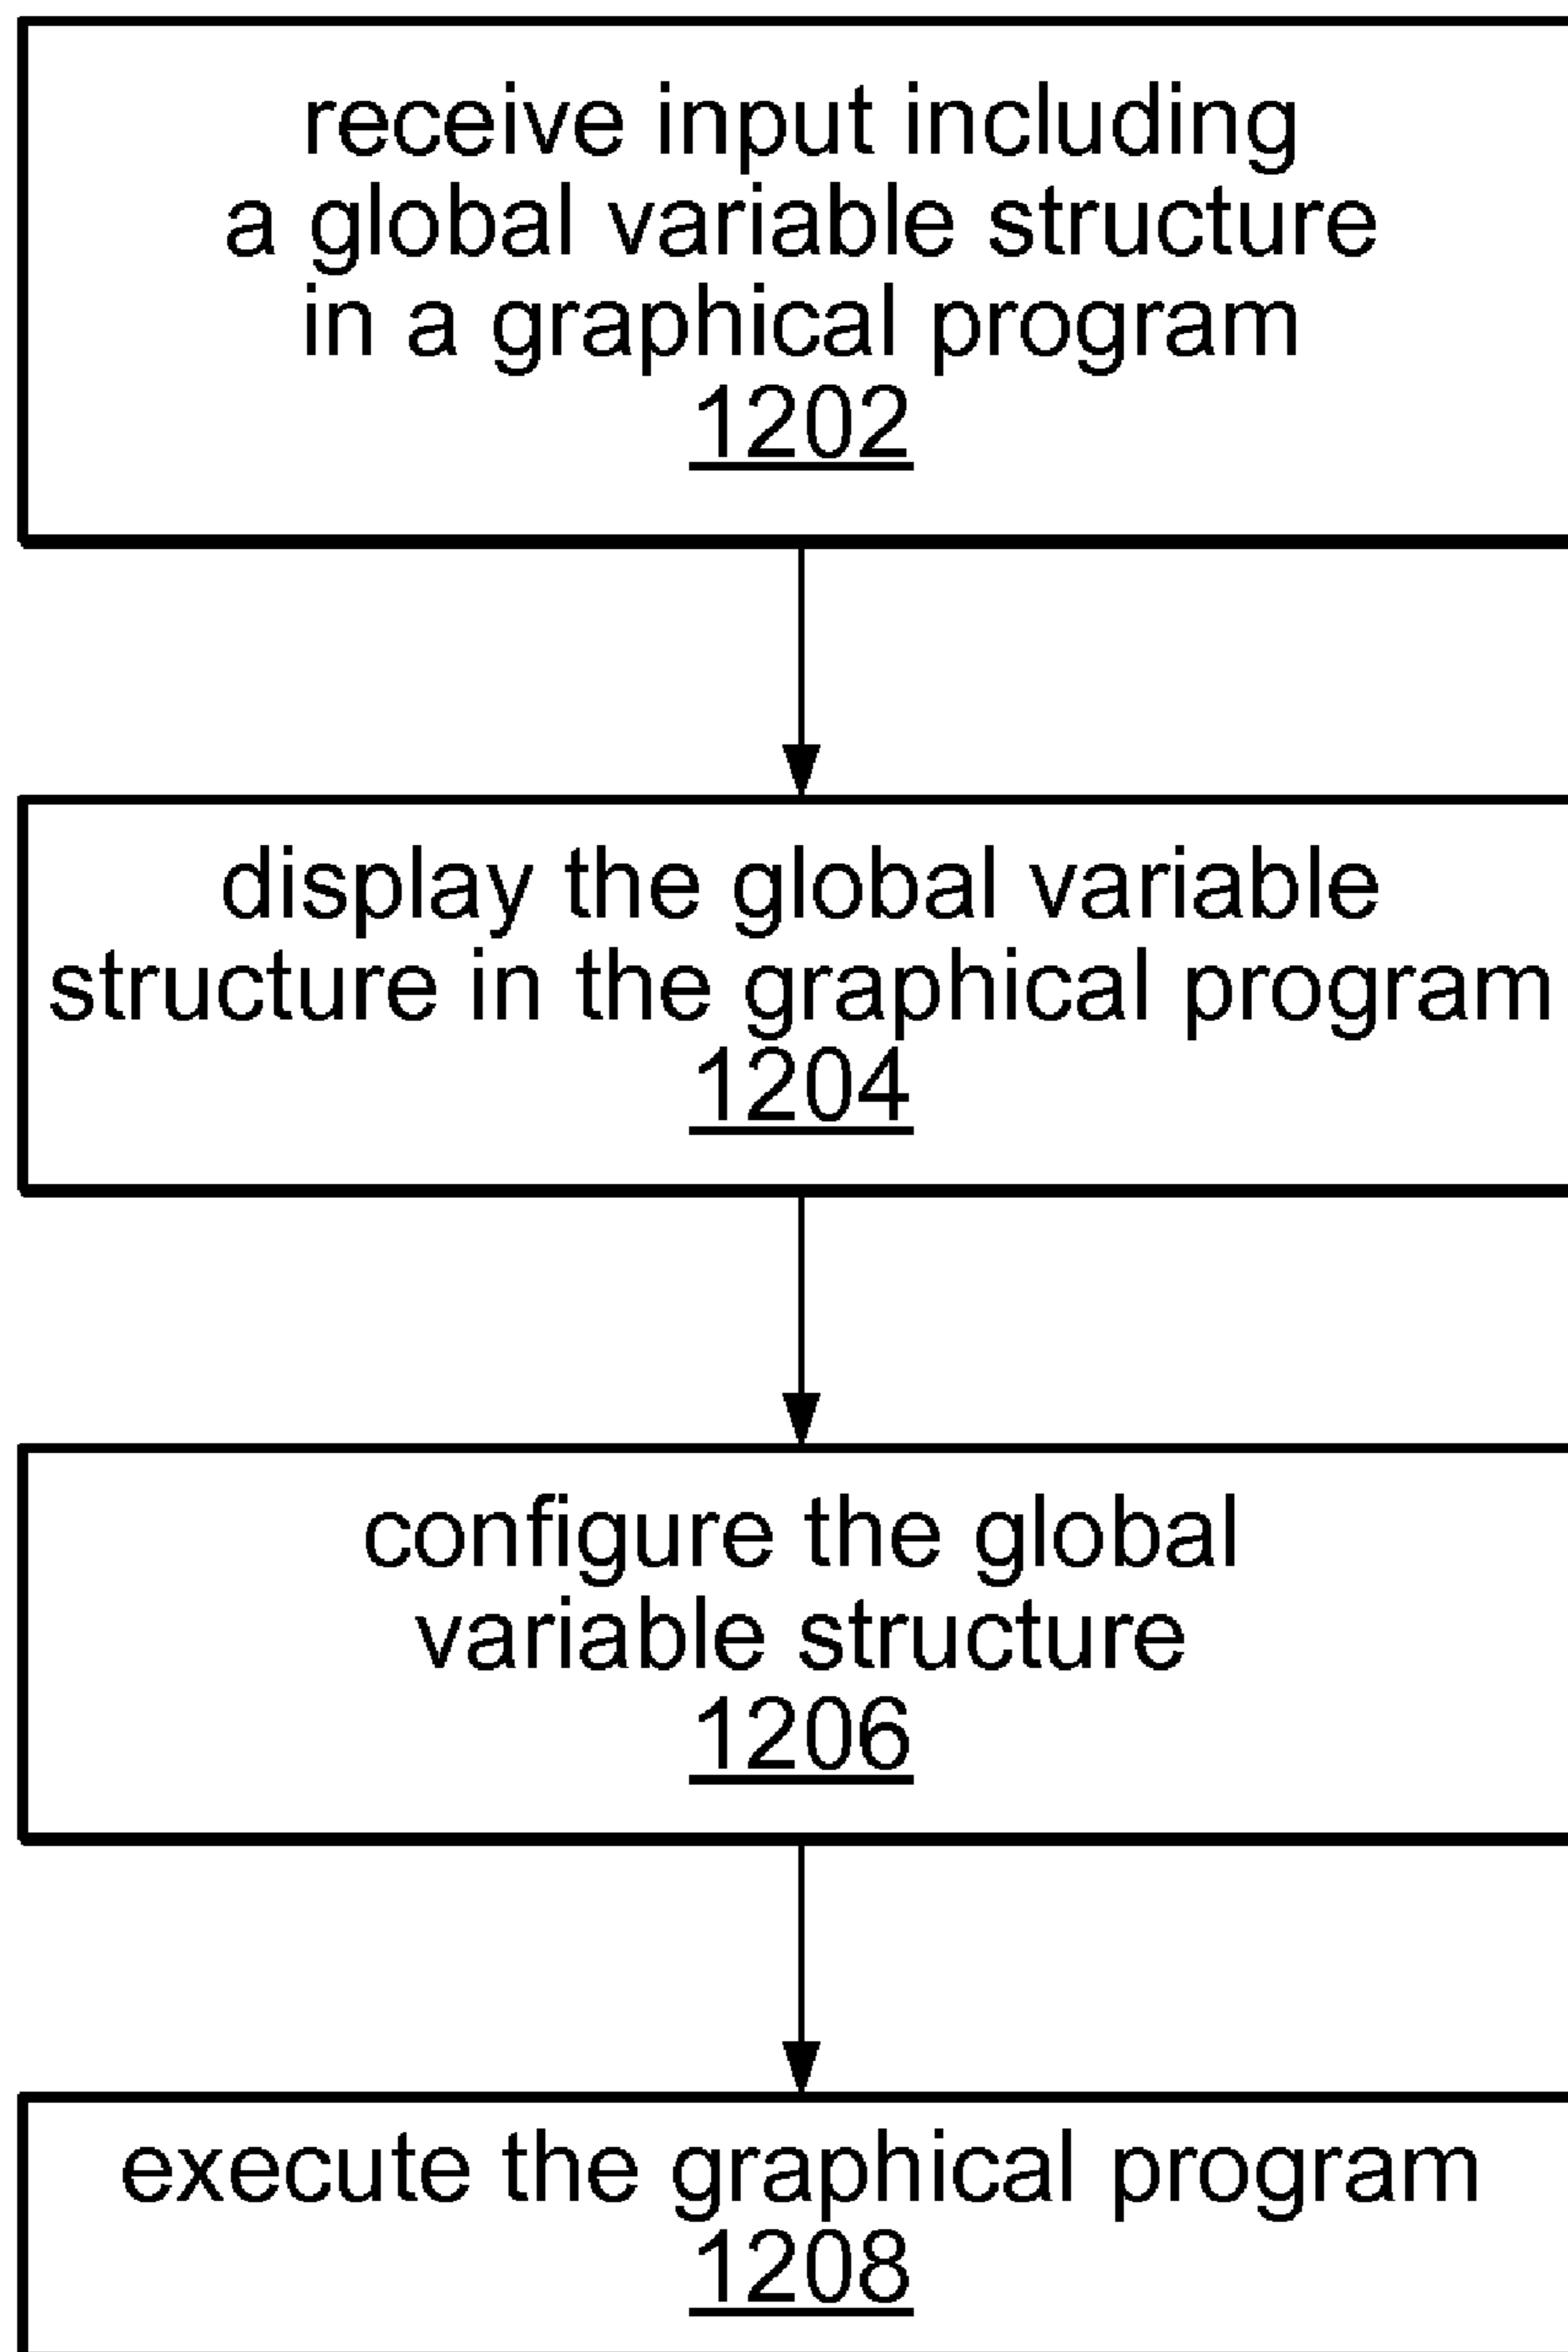 receive input including
a global variable structure
in a graphical program
1202
display the global variable
structure in the graphical program
1204
configure the global
variable structure
1206
execute the graphical program
1208